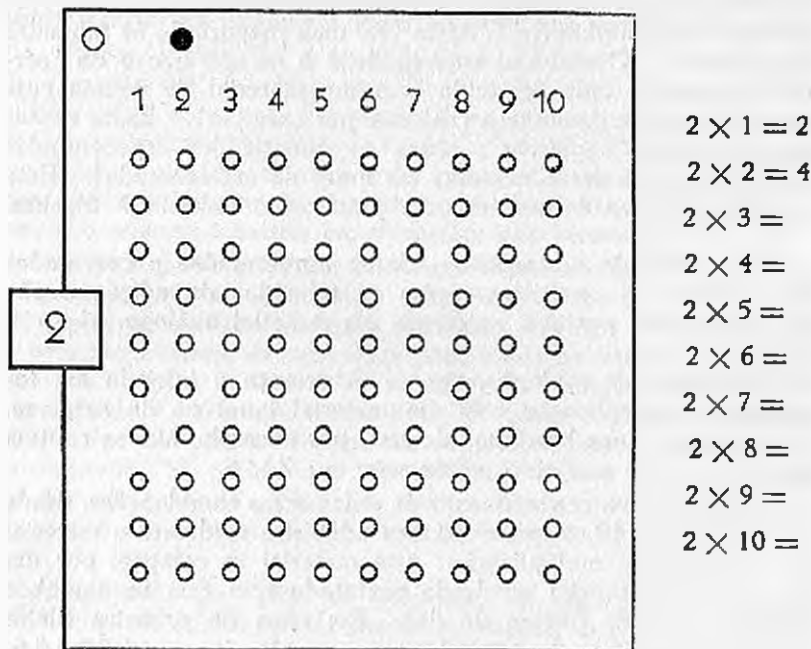 1 2 3 4 5 6 7 8 9 10
2
2 × 1 = 2
2 × 2 = 4
2 × 3 =
2 × 4 =
2 × 5 =
2 × 6 =
2 × 7 =
2 × 8 =
2 × 9 =
2 × 10 =